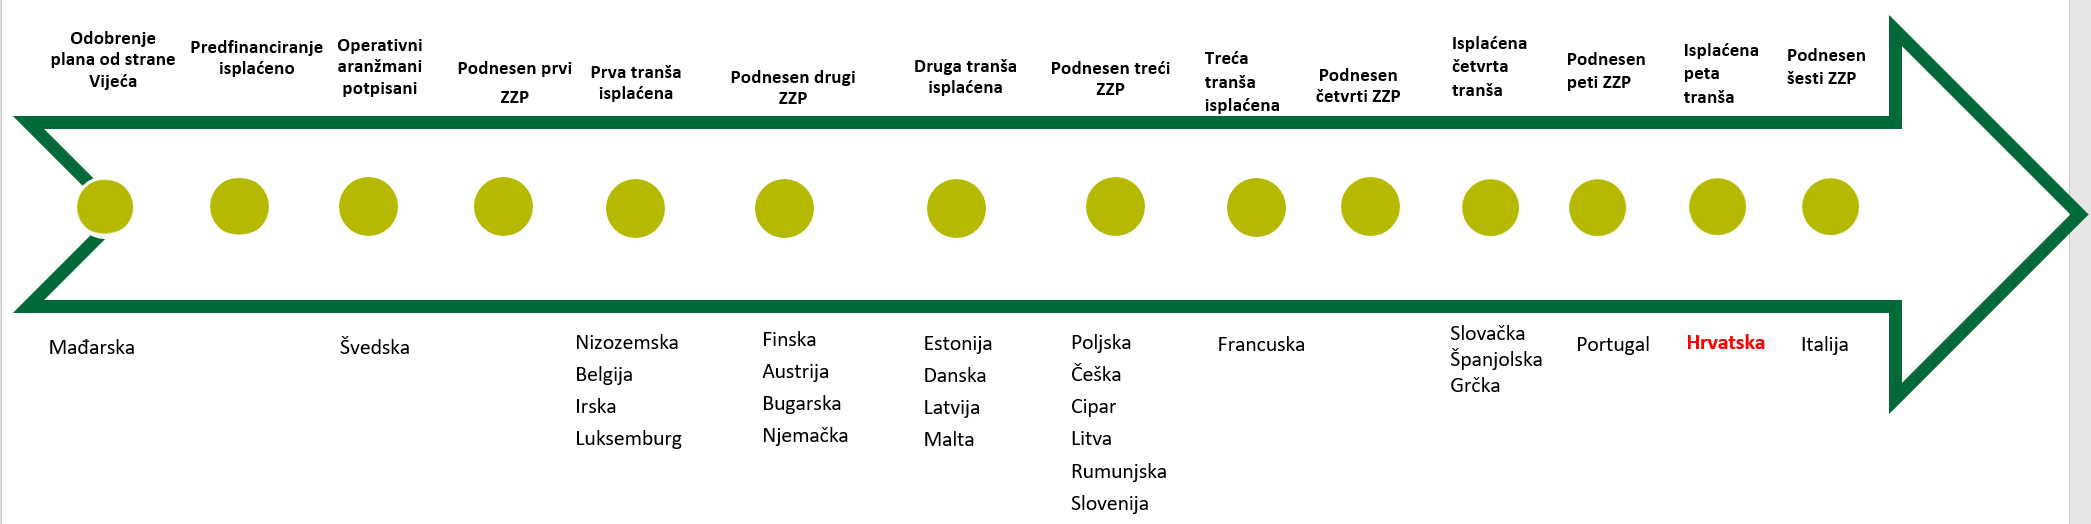 Odobrenje
plana od strane
Vijeća
Predfinanciranje
isplaćeno
Operativni
aranžmani
potpisani
Podnesen prvi
ZZP
Prva tranša
isplaćena
Podnesen drugi
ZZP
Druga tranša
isplaćena
Podnesen treći
ZZP
Treća
tranša
isplaćena
Podnesen
četvrti ZZP
Isplaćena
četvrta
tranša
Podnesen
peti ZZP
Isplaćena
peta
tranša
Podnesen
šesti ZZP
Mađarska
Švedska
Nizozemska
Belgija
Irska
Luksemburg
Finska
Austrija
Bugarska
Njemačka
Estonija
Danska
Latvija
Malta
Poljska
Češka
Cipar
Litva
Rumunjska
Slovenija
Francuska
Slovačka
Španjolska
Grčka
Portugal
Hrvatska
Italija